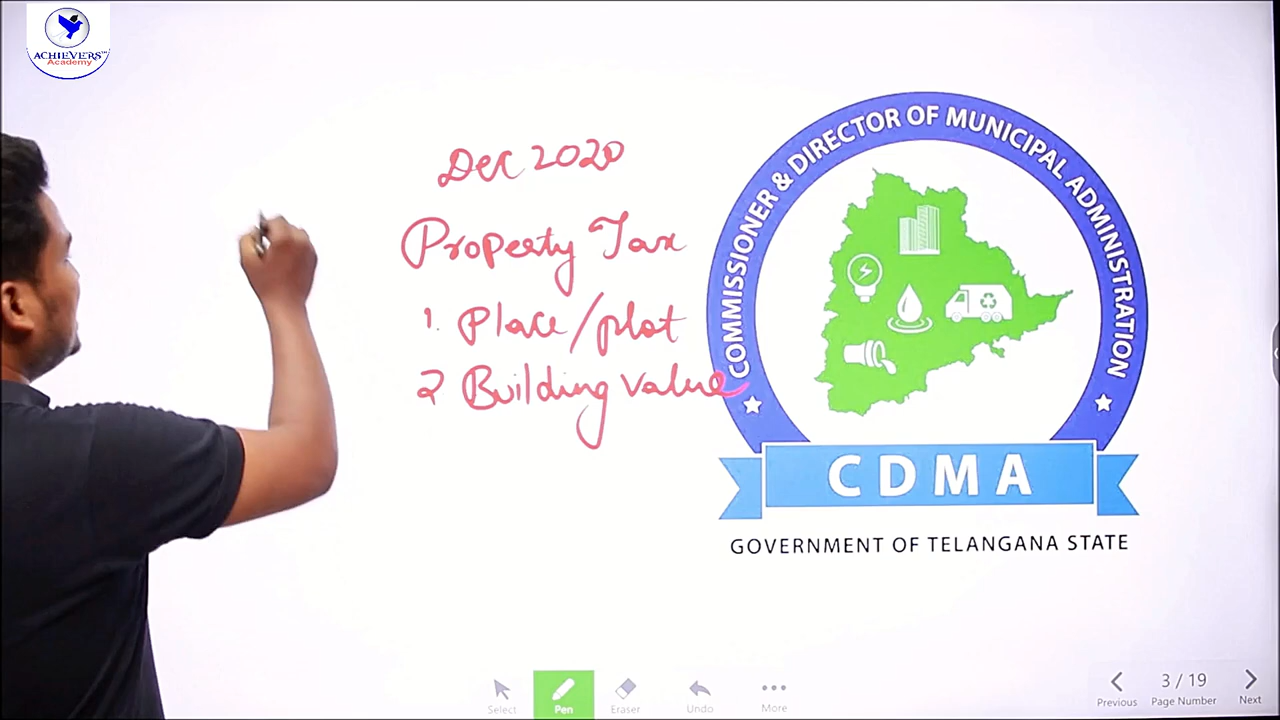 ACHIEVERS™
Academy
Dec 2020
Property Tax
1. Place/plot
2 Building value
COMMISSIONER & DIRECTOR OF MUNICIPAL ADMINISTRATION
CDMA
GOVERNMENT OF TELANGANA STATE
Select
Pen
Eraser
Undo
More
Previous
3 / 19
Page Number
Next